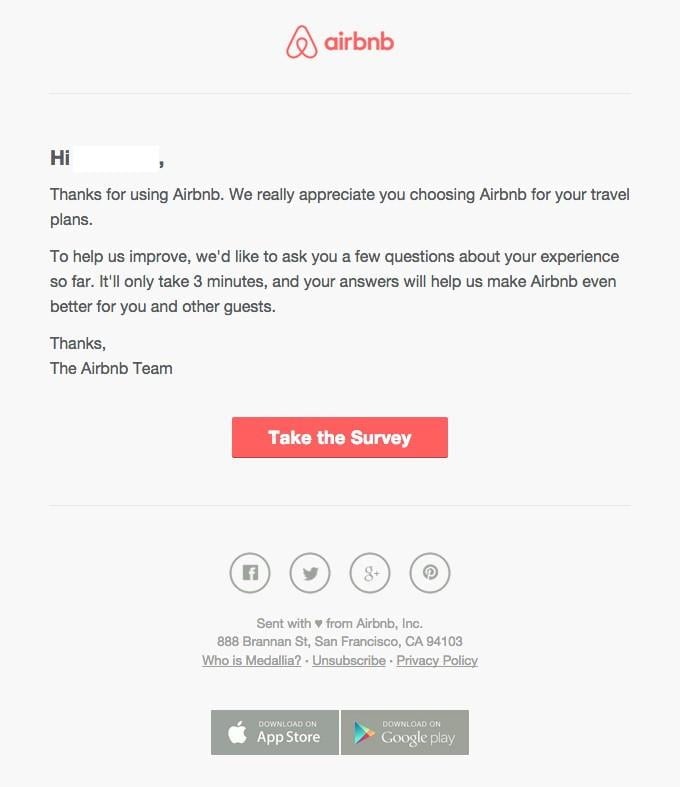 airbnb
Hi ,
Thanks for using Airbnb. We really appreciate you choosing Airbnb for your travel
plans.
To help us improve, we'd like to ask you a few questions about your experience
so far. It'll only take 3 minutes, and your answers will help us make Airbnb even
better for you and other guests.
Thanks,
The Airbnb Team
Take the Survey
f
g+
Sent with ♥ from Airbnb, Inc.
888 Brannan St, San Francisco, CA 94103
Who is Medallia? · Unsubscribe · Privacy Policy
DOWNLOAD ON
App Store
DOWNLOAD ON
Google play